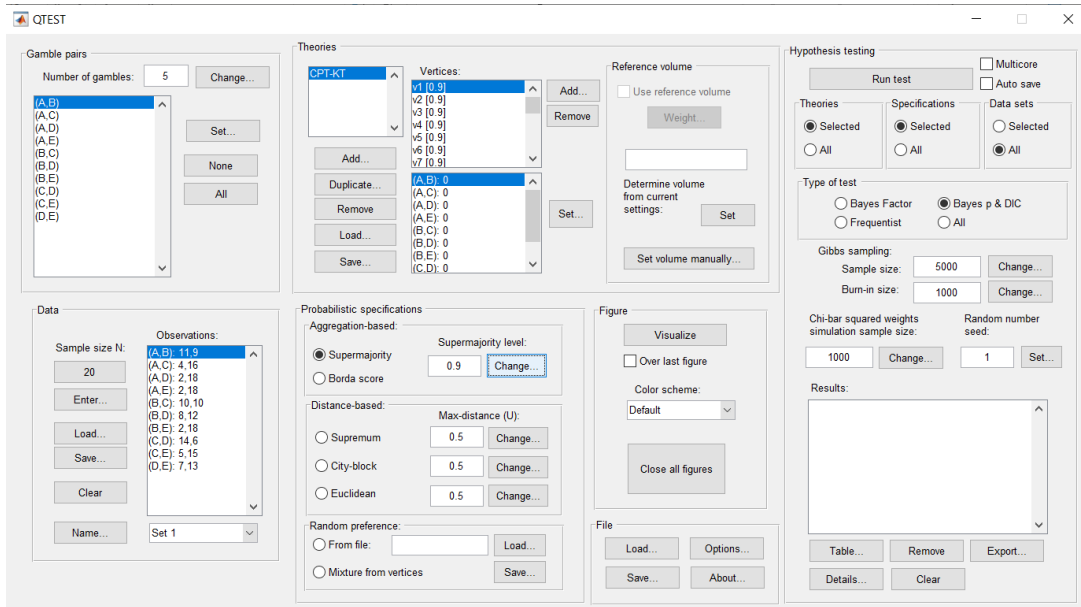 QTEST
Gamble pairs
Number of gambles: 5 Change...
(A,B)
(A,C)
(A,D)
(A,E)
(B,C)
(B,D)
(B,E)
(C,D)
(C,E)
(D,E)
Set...
None
All
Theories
CPT-KT
Add...
Duplicate...
Remove
Load...
Save...
Vertices:
v1 [0.9]
v2 [0.9]
v3 [0.9]
v4 [0.9]
v5 [0.9]
v6 [0.9]
v7 [0.9]
Add...
Remove
(A,B): 0
(A,C): 0
(A,D): 0
(A,E): 0
(B,C): 0
(B,D): 0
(B,E): 0
(C,D): 0
Set...
Reference volume
Use reference volume
Weight...
Determine volume
from current
settings:
Set
Set volume manually...
Hypothesis testing
Run test
Multicore
Auto save
Theories
Selected
All
Specifications
Selected
All
Data sets
Selected
All
Type of test
Bayes Factor
Bayes p & DIC
Frequentist
All
Gibbs sampling:
Sample size: 5000 Change...
Burn-in size: 1000 Change...
Chi-bar squared weights
simulation sample size:
1000 Change...
Random number
seed:
1 Set...
Results:
Table...
Remove
Export...
Details...
Clear
Data
Sample size N:
20
Enter...
Load...
Save...
Clear
Name...
Observations:
(A,B): 11,9
(A,C): 4,16
(A,D): 2,18
(A,E): 2,18
(B,C): 10,10
(B,D): 8,12
(B,E): 2,18
(C,D): 14,6
(C,E): 5,15
(D,E): 7,13
Set 1
Probabilistic specifications
Aggregation-based:
Supermajority
Borda score
Supermajority level:
0.9 Change...
Distance-based:
Max-distance (U):
Supremum 0.5 Change...
City-block 0.5 Change...
Euclidean 0.5 Change...
Random preference:
From file: Load...
Mixture from vertices Save...
Figure
Visualize
Over last figure
Color scheme:
Default
Close all figures
File
Load...
Options...
Save...
About...